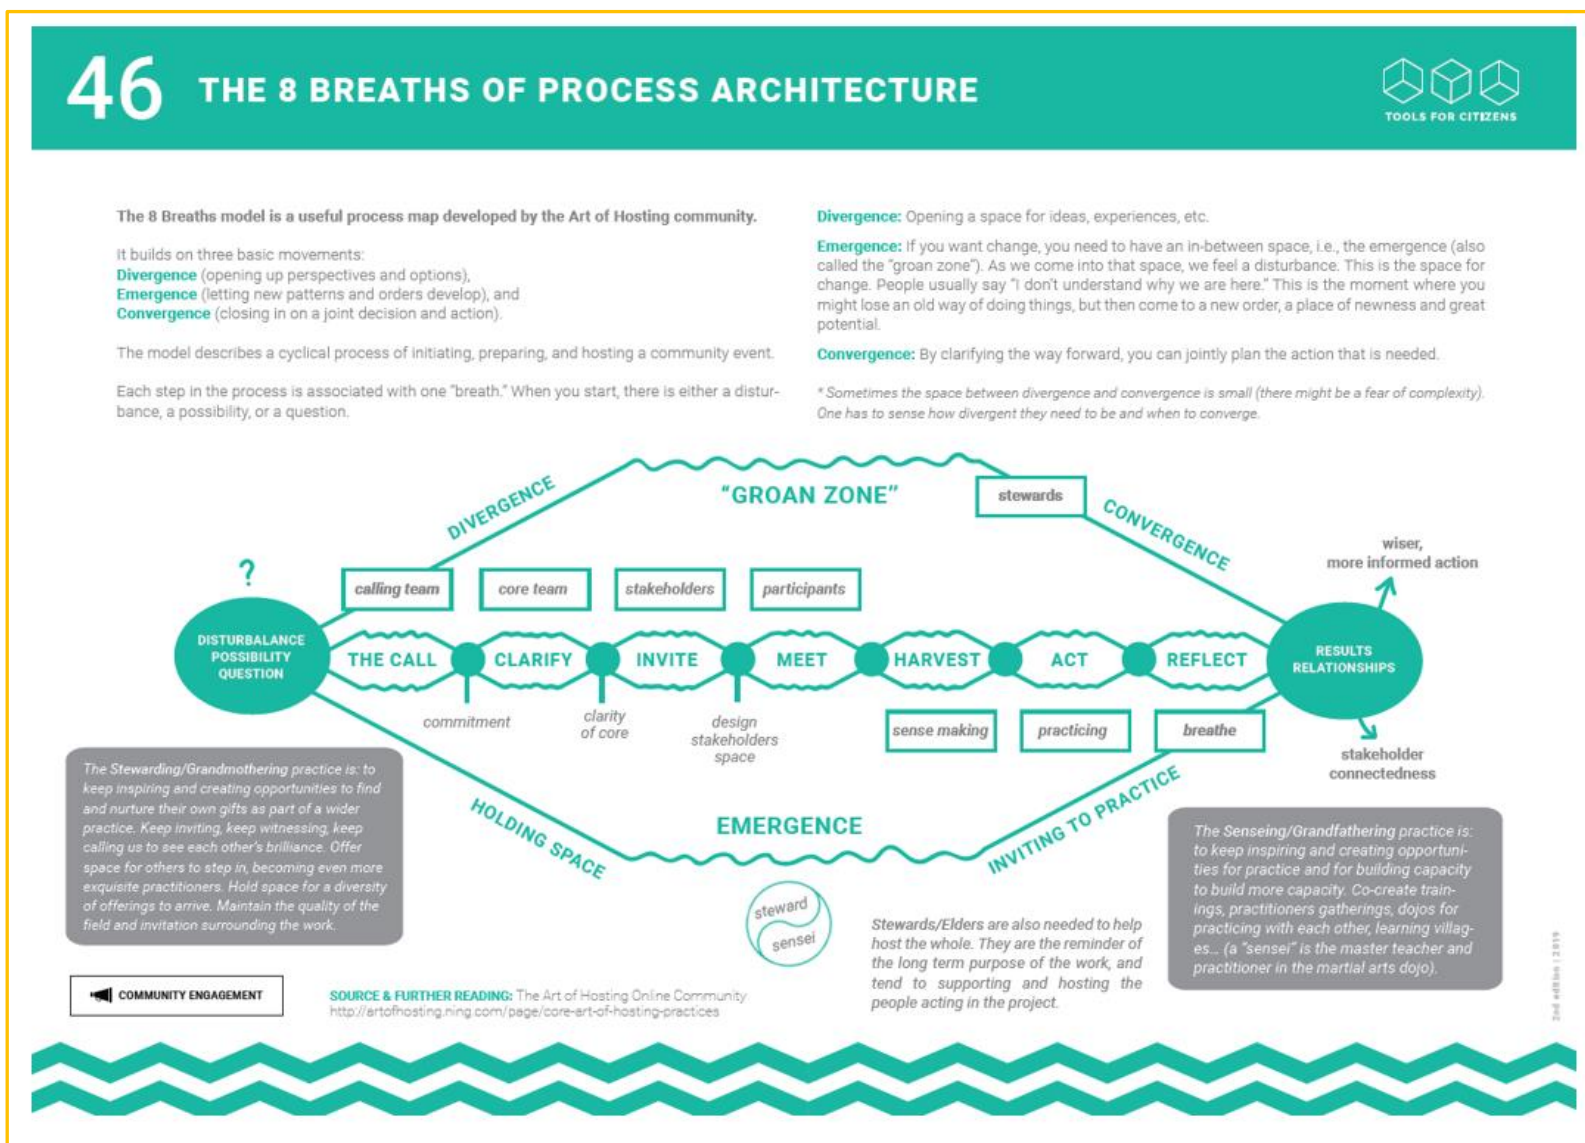 46 THE 8 BREATHS OF PROCESS ARCHITECTURE
TOOLS FOR CITIZENS
The 8 Breaths model is a useful process map developed by the Art of Hosting community.
It builds on three basic movements:
Divergence (opening up perspectives and options),
Emergence (letting new patterns and orders develop), and
Convergence (closing in on a joint decision and action).
The model describes a cyclical process of initiating, preparing, and hosting a community event.
Each step in the process is associated with one "breath." When you start, there is either a distur-
bance, a possibility, or a question.
Divergence: Opening a space for ideas, experiences, etc.
Emergence: If you want change, you need to have an in-between space, i.e., the emergence (also
called the "groan zone"). As we come into that space, we feel a disturbance. This is the space for
change. People usually say "I don't understand why we are here." This is the moment where you
might lose an old way of doing things, but then come to a new order, a place of newness and great
potential.
Convergence: By clarifying the way forward, you can jointly plan the action that is needed.
* Sometimes the space between divergence and convergence is small (there might be a fear of complexity).
One has to sense how divergent they need to be and when to converge.
DIVERGENCE
"GROAN ZONE"
stewards
CONVERGENCE
wiser,
more informed action
?
calling team
core team
stakeholders
participants
DISTURBALANCE
POSSIBILITY
QUESTION
THE CALL
CLARIFY
INVITE
MEET
HARVEST
ACT
REFLECT
RESULTS
RELATIONSHIPS
commitment
clarity
of core
design
stakeholders
space
sense making
practicing
breathe
stakeholder
connectedness
HOLDING SPACE
EMERGENCE
INVITING TO PRACTICE
The Stewarding/Grandmothering practice is: to
keep inspiring and creating opportunities to find
and nurture their own gifts as part of a wider
practice. Keep inviting, keep witnessing, keep
calling us to see each other's brilliance. Offer
space for others to step in, becoming even more
exquisite practitioners. Hold space for a diversity
of offerings to arrive. Maintain the quality of the
field and invitation surrounding the work.
steward
sensei
Stewards/Elders are also needed to help
host the whole. They are the reminder of
the long term purpose of the work, and
tend to supporting and hosting the
people acting in the project.
The Senseing/Grandfathering practice is:
to keep inspiring and creating opportuni-
ties for practice and for building capacity
to build more capacity. Co-create train-
ings, practitioners gatherings, dojos for
practicing with each other, learning villag-
es... (a "sensei" is the master teacher and
practitioner in the martial arts dojo).
COMMUNITY ENGAGEMENT
SOURCE & FURTHER READING: The Art of Hosting Online Community
http://artofhosting.ning.com/page/core-art-of-hosting-practices
2nd edition | 2019